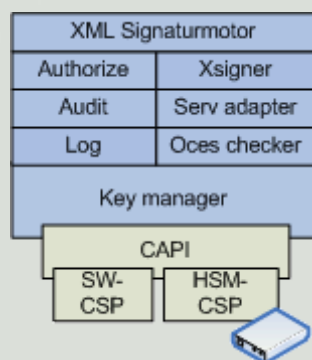 XML Signaturmotor
Authorize Xsigner
Audit Serv adapter
Log Oces checker
Key manager
CAPI
SW- HSM-
CSP CSP